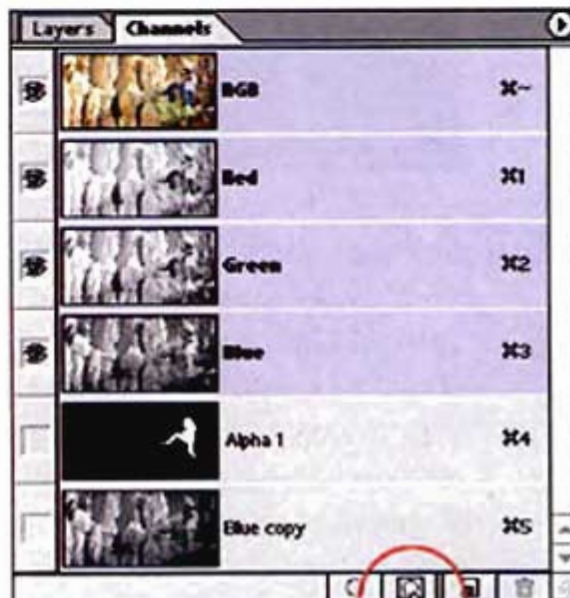 Layers Channels
RGB ⌘~
Red ⌘1
Green ⌘2
Blue ⌘3
Alpha 1 ⌘4
Blue copy ⌘5